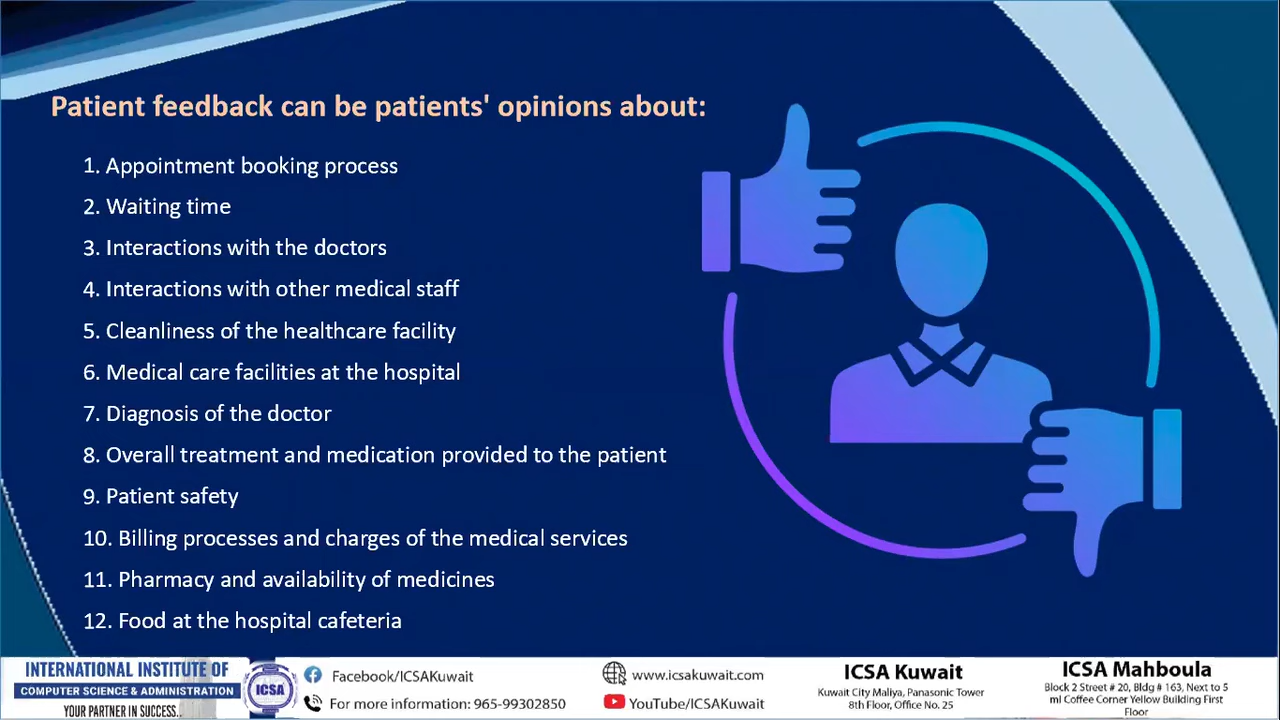 Patient feedback can be patients' opinions about:
1. Appointment booking process
2. Waiting time
3. Interactions with the doctors
4. Interactions with other medical staff
5. Cleanliness of the healthcare facility
6. Medical care facilities at the hospital
7. Diagnosis of the doctor
8. Overall treatment and medication provided to the patient
9. Patient safety
10. Billing processes and charges of the medical services
11. Pharmacy and availability of medicines
12. Food at the hospital cafeteria
INTERNATIONAL INSTITUTE OF
COMPUTER SCIENCE & ADMINISTRATION
YOUR PARTNER IN SUCCESS...
ICSA
Facebook/ICSAKuwait
For more information: 965-99302850
www.icsakuwait.com
YouTube/ICSAKuwait
ICSA Kuwait
Kuwait City Maliya, Panasonic Tower
8th Floor, Office No. 25
ICSA Mahboula
Block 2 Street # 20, Bldg # 163, Next to 5
ml Coffee Corner Yellow Building First
Floor